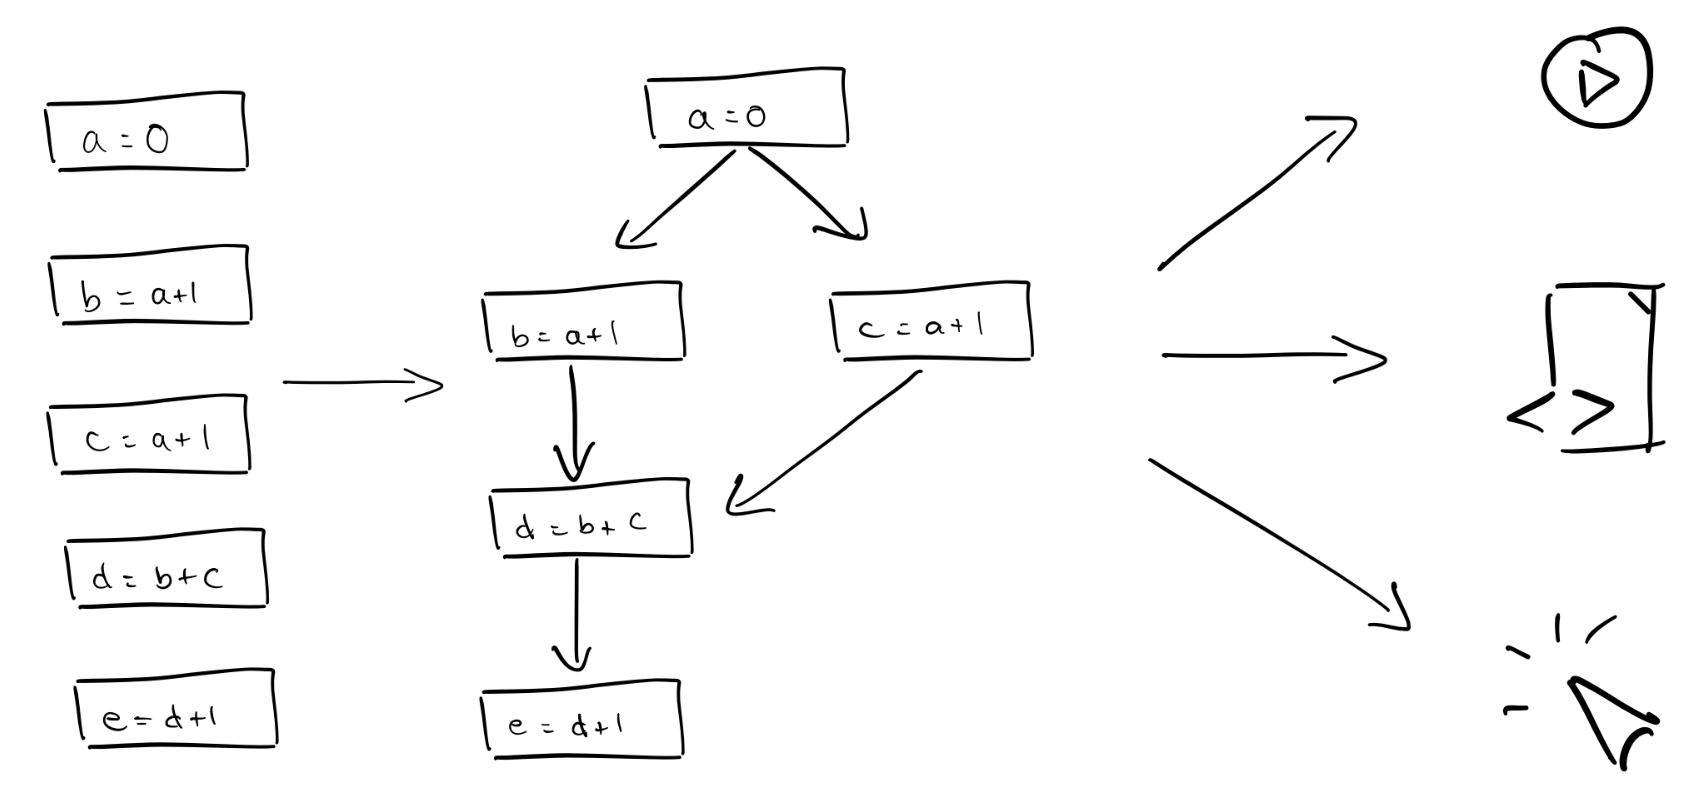 a = 0
b = a+1
c = a+1
d = b+c
e = d+1
a = 0
b = a+1
c = a+1
d = b+c
e = d+1
< >